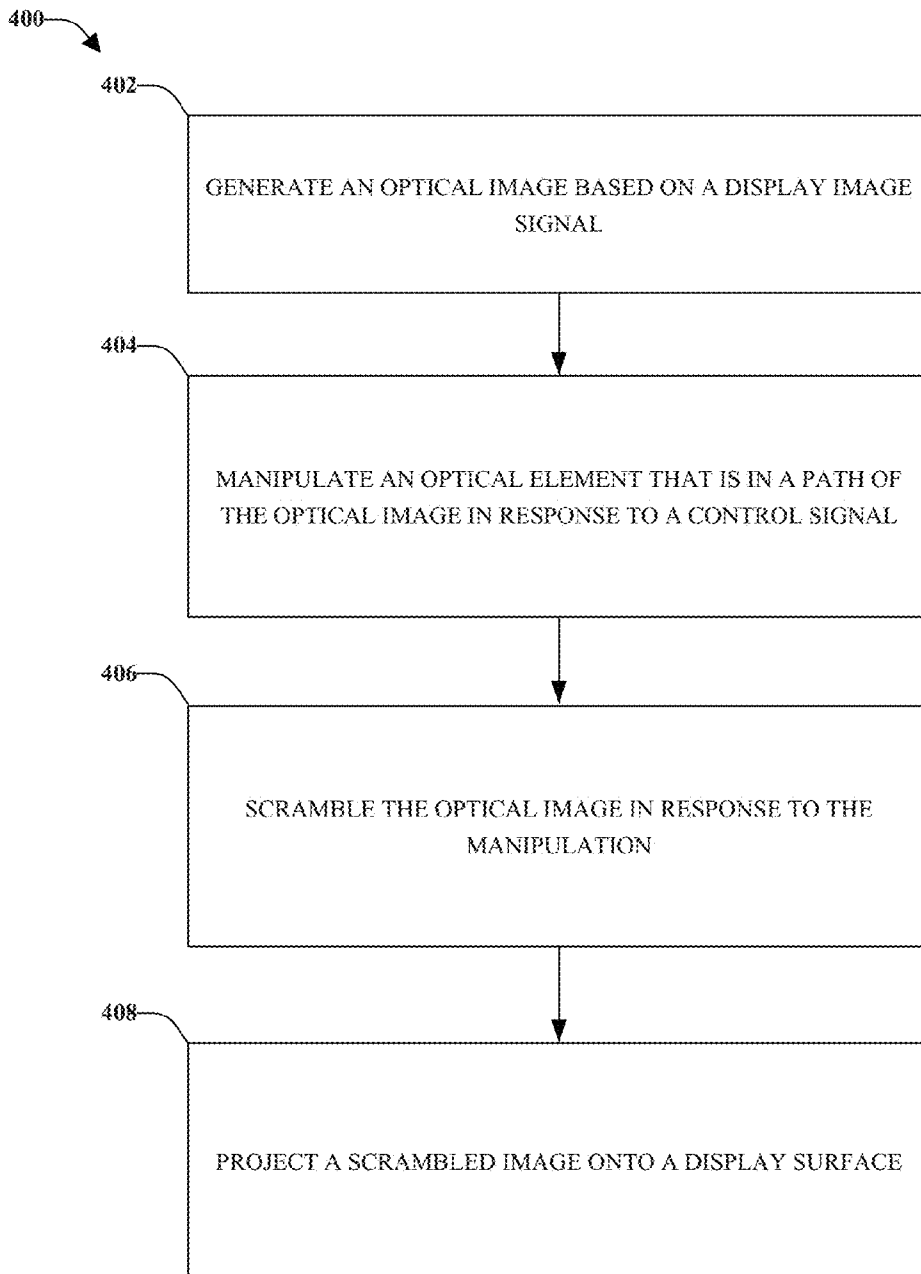 400
402
GENERATE AN OPTICAL IMAGE BASED ON A DISPLAY IMAGE
SIGNAL
404
MANIPULATE AN OPTICAL ELEMENT THAT IS IN A PATH OF
THE OPTICAL IMAGE IN RESPONSE TO A CONTROL SIGNAL
406
SCRAMBLE THE OPTICAL IMAGE IN RESPONSE TO THE
MANIPULATION
408
PROJECT A SCRAMBLED IMAGE ONTO A DISPLAY SURFACE